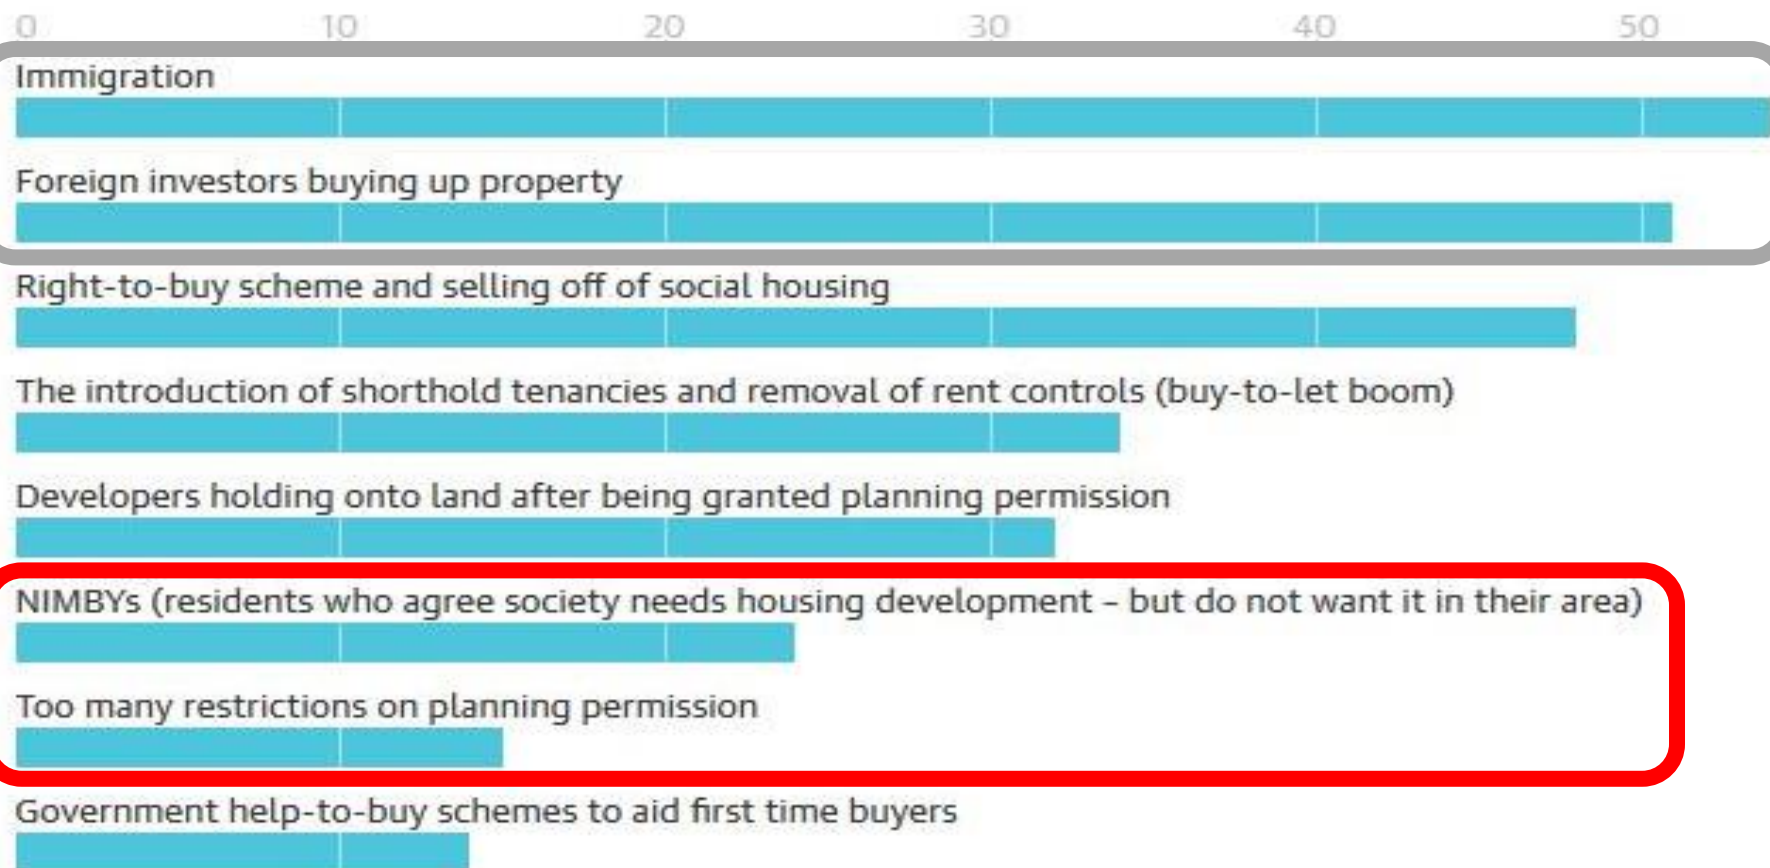 0 10 20 30 40 50
Immigration
Foreign investors buying up property
Right-to-buy scheme and selling off of social housing
The introduction of shorthold tenancies and removal of rent controls (buy-to-let boom)
Developers holding onto land after being granted planning permission
NIMBYs (residents who agree society needs housing development – but do not want it in their area)
Too many restrictions on planning permission
Government help-to-buy schemes to aid first time buyers